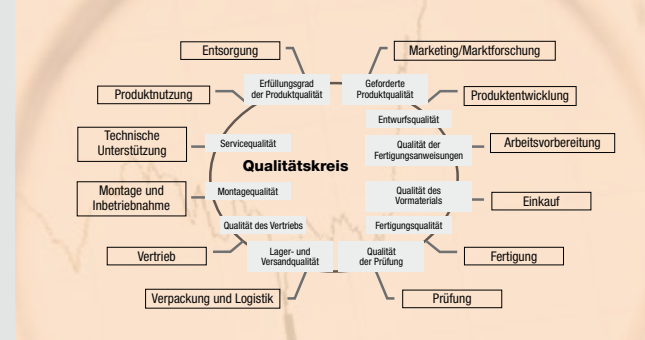 Entsorgung
Marketing/Marktforschung
Erfüllungsgrad
der Produktqualität
Geforderte
Produktqualität
Produktnutzung
Produktentwicklung
Entwurfsqualität
Technische
Unterstützung
Servicequalität
Qualität der
Fertigungsanweisungen
Arbeitsvorbereitung
Qualitätskreis
Montage und
Inbetriebnahme
Montagequalität
Qualität des
Vormaterials
Einkauf
Qualität des Vertriebs
Fertigungsqualität
Vertrieb
Lager- und
Versandqualität
Qualität
der Prüfung
Fertigung
Verpackung und Logistik
Prüfung